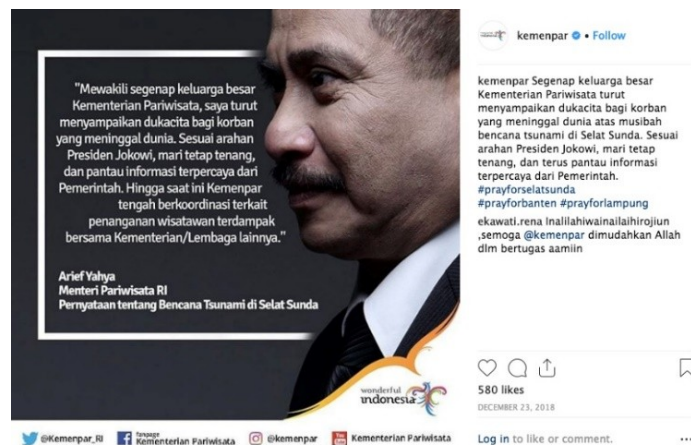 "Mewakili segenap keluarga besar
Kementerian Pariwisata, saya turut
menyampaikan dukacita bagi korban
yang meninggal dunia. Sesuai arahan
Presiden Jokowi, mari tetap tenang,
dan pantau informasi terpercaya dari
Pemerintah. Hingga saat ini Kemenpar
tengah berkoordinasi terkait
penanganan wisatawan terdampak
bersama Kementerian/Lembaga lainnya."
Arief Yahya
Menteri Pariwisata RI
Pernyataan tentang Bencana Tsunami di Selat Sunda
wonderful
indonesia
@Kemenpar_RI
fanpage
Kementerian Pariwisata
@kemenpar
Kementerian Pariwisata
kemenpar • Follow
kemenpar Segenap keluarga besar
Kementerian Pariwisata turut
menyampaikan dukacita bagi korban
yang meninggal dunia atas musibah
bencana tsunami di Selat Sunda. Sesuai
arahan Presiden Jokowi, mari tetap
tenang, dan terus pantau informasi
terpercaya dari Pemerintah.
#prayforselatsunda
#prayforbanten #prayforlampung
ekawati.rena Inalilahiwainailaihirojiun
,semoga @kemenpar dimudahkan Allah
dlm bertugas aamiin
580 likes
DECEMBER 23, 2018
Log in to like or comment.